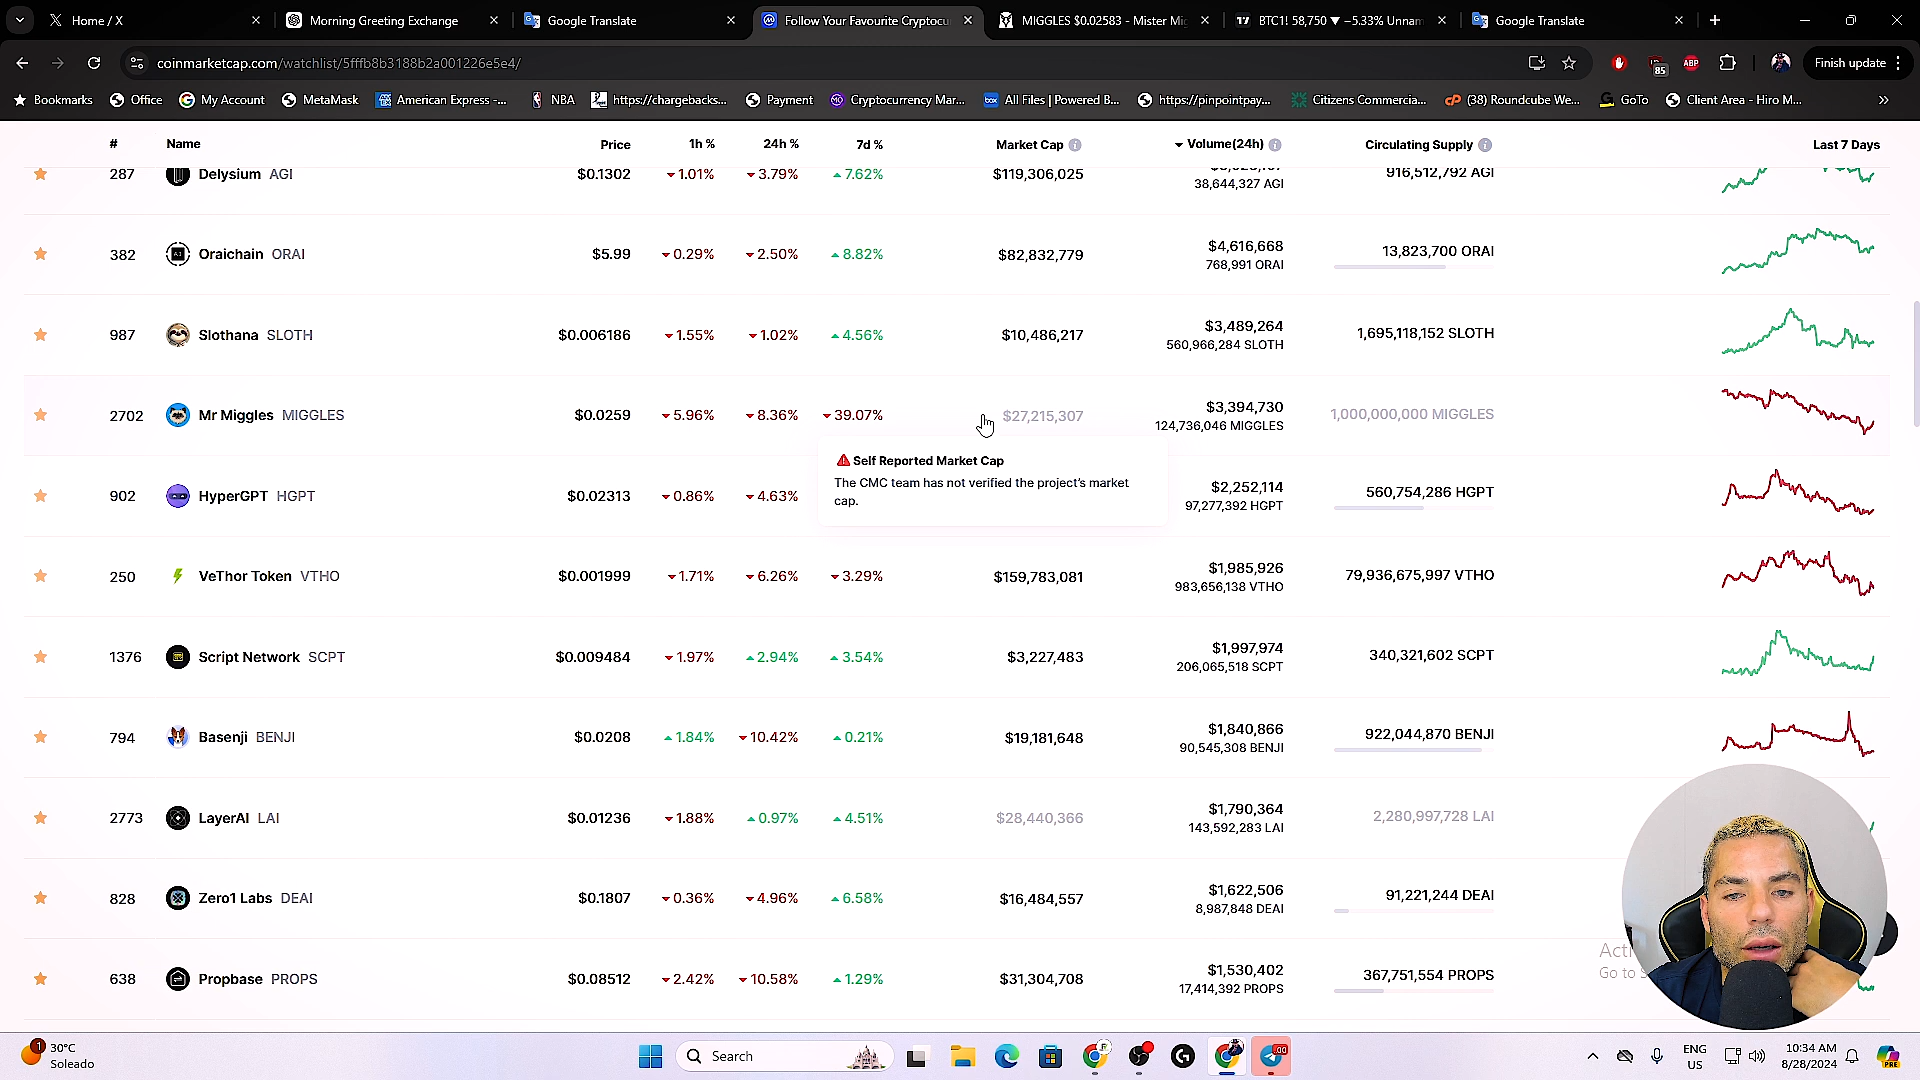 Home / X
Morning Greeting Exchange
Google Translate
Follow Your Favourite Cryptocu
MIGGLES $0.02583 - Mister Mi
BTC1! 58,750 ▼ −5.33% Unnam
Google Translate
coinmarketcap.com/watchlist/5fffb8b3188b2a001226e5e4/
85
ABP
Finish update
Bookmarks
Office
My Account
MetaMask
American Express -...
NBA
https://chargebacks...
Payment
Cryptocurrency Mar...
All Files | Powered B...
https://pinpointpay...
Citizens Commercia...
(38) Roundcube We...
GoTo
Client Area - Hiro M...
# Name Price 1h % 24h % 7d % Market Cap Volume(24h) Circulating Supply Last 7 Days
287 Delysium AGI $0.1302 1.01% 3.79% 7.62% $119,306,025 916,512,792 AGI
38,644,327 AGI
382 Oraichain ORAI $5.99 0.29% 2.50% 8.82% $82,832,779 $4,616,668 13,823,700 ORAI
768,991 ORAI
987 Slothana SLOTH $0.006186 1.55% 1.02% 4.56% $10,486,217 $3,489,264 1,695,118,152 SLOTH
560,966,284 SLOTH
2702 Mr Miggles MIGGLES $0.0259 5.96% 8.36% 39.07% $27,215,307 $3,394,730 1,000,000,000 MIGGLES
124,736,046 MIGGLES
Self Reported Market Cap
The CMC team has not verified the project's market
cap.
902 HyperGPT HGPT $0.02313 0.86% 4.63% $2,252,114 560,754,286 HGPT
97,277,392 HGPT
250 VeThor Token VTHO $0.001999 1.71% 6.26% 3.29% $159,783,081 $1,985,926 79,936,675,997 VTHO
983,656,138 VTHO
1376 Script Network SCPT $0.009484 1.97% 2.94% 3.54% $3,227,483 $1,997,974 340,321,602 SCPT
206,065,518 SCPT
794 Basenji BENJI $0.0208 1.84% 10.42% 0.21% $19,181,648 $1,840,866 922,044,870 BENJI
90,545,308 BENJI
2773 LayerAI LAI $0.01236 1.88% 0.97% 4.51% $28,440,366 $1,790,364 2,280,997,728 LAI
143,592,283 LAI
828 Zero1 Labs DEAI $0.1807 0.36% 4.96% 6.58% $16,484,557 $1,622,506 91,221,244 DEAI
8,987,848 DEAI
638 Propbase PROPS $0.08512 2.42% 10.58% 1.29% $31,304,708 $1,530,402 367,751,554 PROPS
17,414,392 PROPS
Acti
Go to S
1
30°C
Soleado
Search
ENG
US
10:34 AM
8/28/2024
PRE